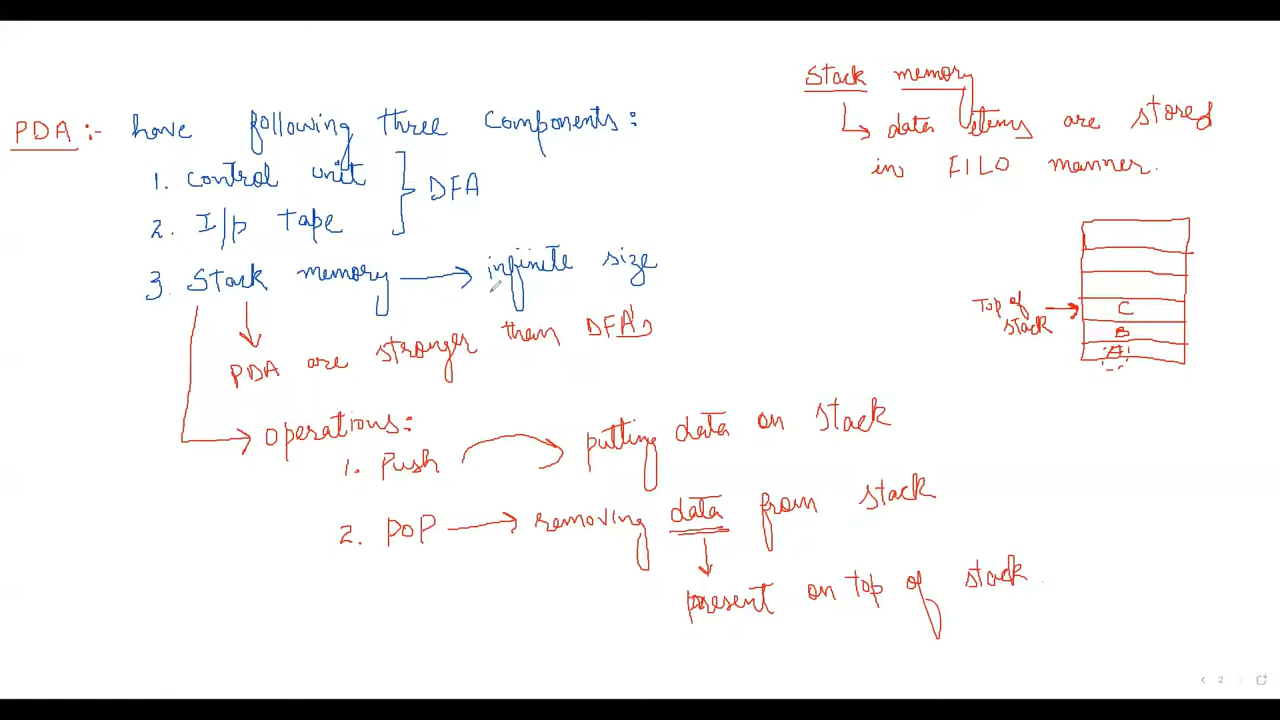 PDA :- have following three components:
1. control unit
2. I/p tape
} DFA
3. Stack memory → infinite size
PDA are stronger than DFA's
Operations:
1. Push → putting data on stack
2. POP → removing data from stack
present on top of stack.
Stack memory
↳ data items are stored
in FILO manner.
Top of
stack →
C
B
A
2